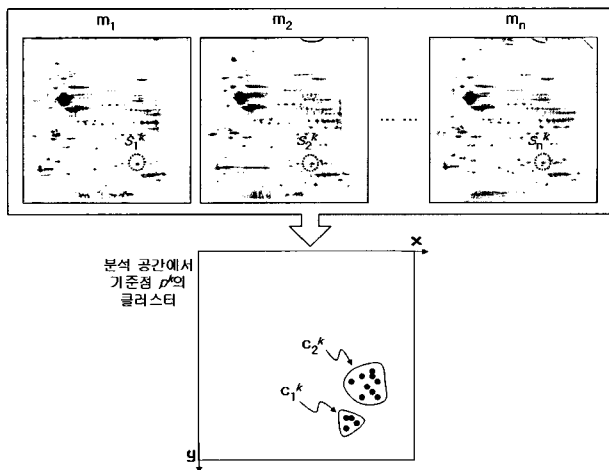 m₁ m₂ mₙ
S₁ᵏ S₂ᵏ Sₙᵏ
x
분석 공간에서
기준점 pᵏ의
클러스터
c₂ᵏ
c₁ᵏ
y